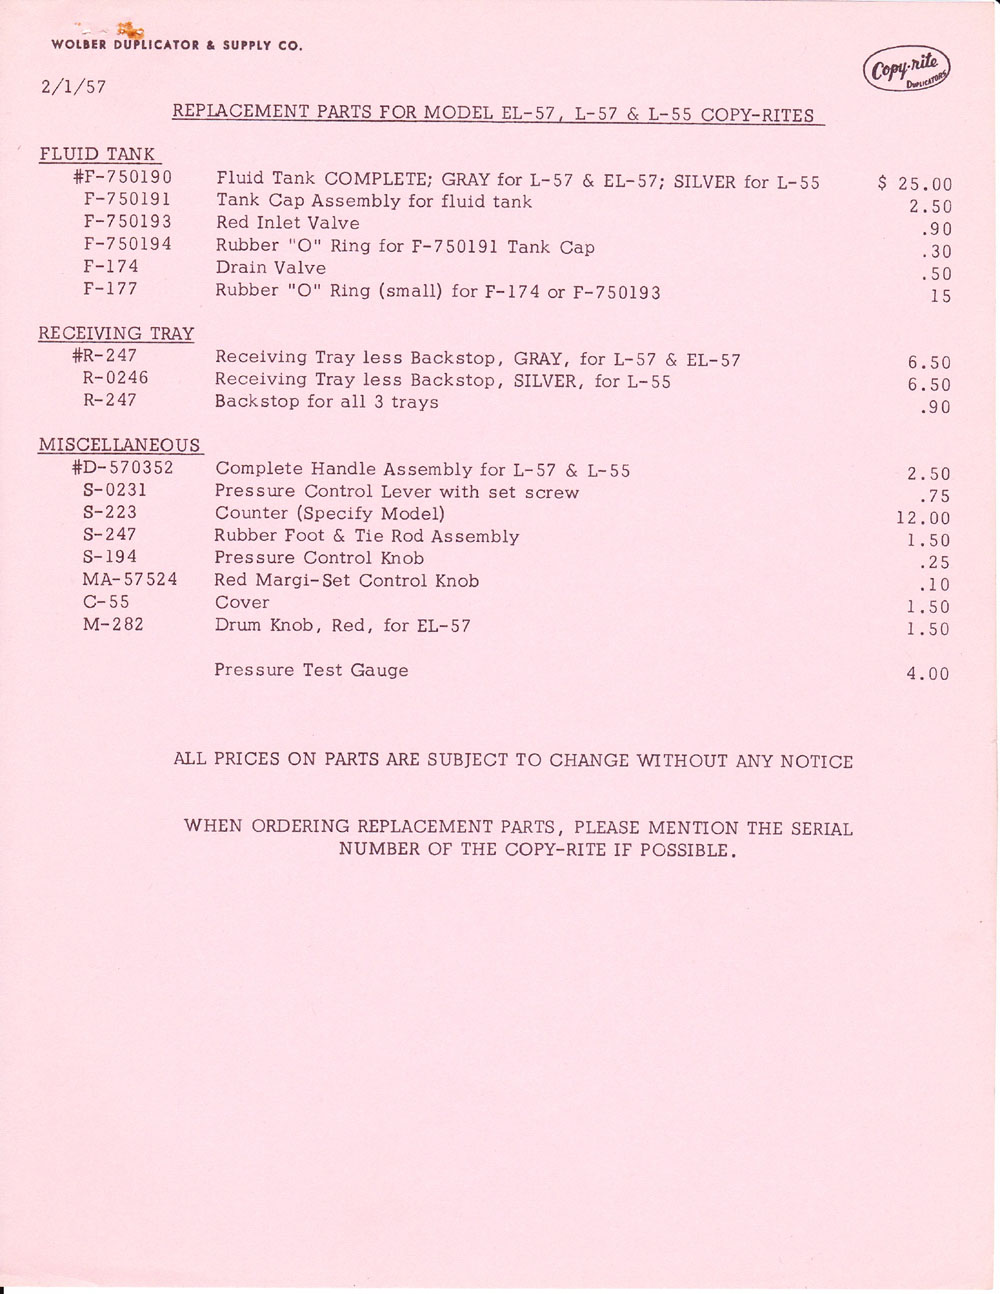 WOLBER DUPLICATOR & SUPPLY CO.
Copy-rite
DUPLICATORS
2/1/57
REPLACEMENT PARTS FOR MODEL EL-57, L-57 & L-55 COPY-RITES
FLUID TANK
#F-750190 Fluid Tank COMPLETE; GRAY for L-57 & EL-57; SILVER for L-55 $ 25.00
F-750191 Tank Cap Assembly for fluid tank 2.50
F-750193 Red Inlet Valve .90
F-750194 Rubber "O" Ring for F-750191 Tank Cap .30
F-174 Drain Valve .50
F-177 Rubber "O" Ring (small) for F-174 or F-750193 15
RECEIVING TRAY
#R-247 Receiving Tray less Backstop, GRAY, for L-57 & EL-57 6.50
R-0246 Receiving Tray less Backstop, SILVER, for L-55 6.50
R-247 Backstop for all 3 trays .90
MISCELLANEOUS
#D-570352 Complete Handle Assembly for L-57 & L-55 2.50
S-0231 Pressure Control Lever with set screw .75
S-223 Counter (Specify Model) 12.00
S-247 Rubber Foot & Tie Rod Assembly 1.50
S-194 Pressure Control Knob .25
MA-57524 Red Margi-Set Control Knob .10
C-55 Cover 1.50
M-282 Drum Knob, Red, for EL-57 1.50
Pressure Test Gauge 4.00
ALL PRICES ON PARTS ARE SUBJECT TO CHANGE WITHOUT ANY NOTICE
WHEN ORDERING REPLACEMENT PARTS, PLEASE MENTION THE SERIAL
NUMBER OF THE COPY-RITE IF POSSIBLE.